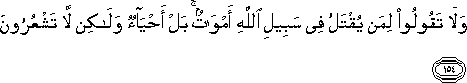 وَلَا تَقُولُوا۟ لِمَن يُقْتَلُ فِى سَبِيلِ ٱللَّهِ أَمْوَٰتٌۢ ۚ بَلْ أَحْيَآءٌ وَلَـٰكِن لَّا تَشْعُرُونَ
١٥٤